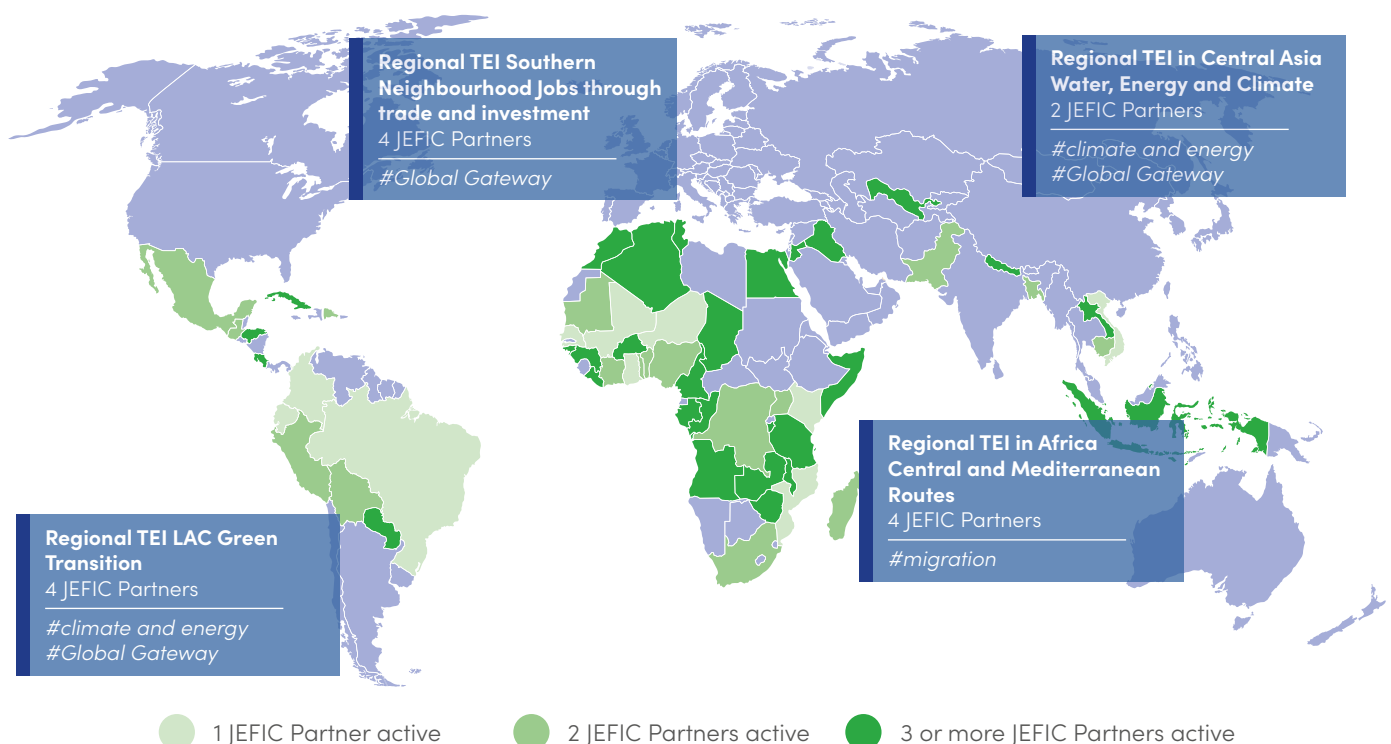 Regional TEI Southern
Neighbourhood Jobs through
trade and investment
4 JEFIC Partners
#Global Gateway
Regional TEI in Central Asia
Water, Energy and Climate
2 JEFIC Partners
#climate and energy
#Global Gateway
Regional TEI in Africa
Central and Mediterranean
Routes
4 JEFIC Partners
#migration
Regional TEI LAC Green
Transition
4 JEFIC Partners
#climate and energy
#Global Gateway
1 JEFIC Partner active
2 JEFIC Partners active
3 or more JEFIC Partners active